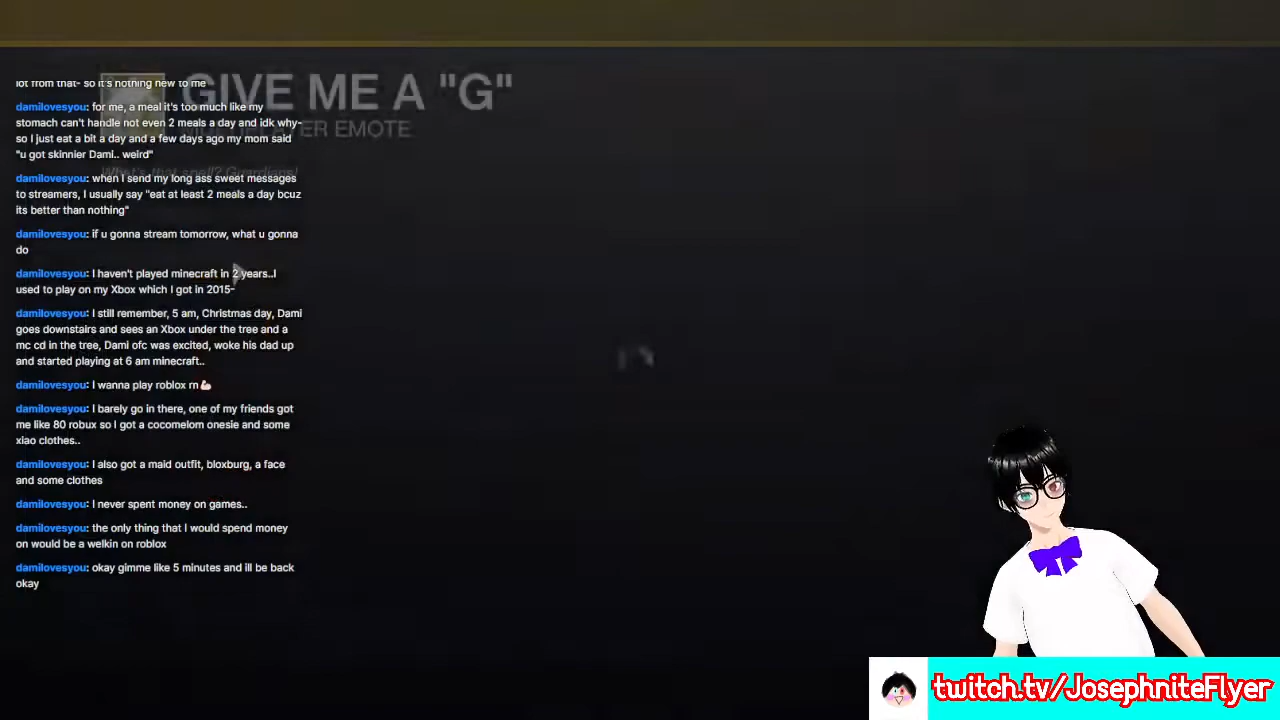 GIVE ME A "G"
MULTIPLAYER EMOTE
What's that spell? Guardians!
lot from that- so it's nothing new to me
damilovesyou: for me, a meal it's too much like my
stomach can't handle not even 2 meals a day and idk why-
so I just eat a bit a day and a few days ago my mom said
"u got skinnier Dami.. weird"
damilovesyou: when I send my long ass sweet messages
to streamers, I usually say "eat at least 2 meals a day bcuz
its better than nothing"
damilovesyou: if u gonna stream tomorrow, what u gonna
do
damilovesyou: I haven't played minecraft in 2 years..I
used to play on my Xbox which I got in 2015-
damilovesyou: I still remember, 5 am, Christmas day, Dami
goes downstairs and sees an Xbox under the tree and a
mc cd in the tree, Dami ofc was excited, woke his dad up
and started playing at 6 am minecraft..
damilovesyou: I wanna play roblox rn💪🏻
damilovesyou: I barely go in there, one of my friends got
me like 80 robux so I got a cocomelom onesie and some
xiao clothes..
damilovesyou: I also got a maid outfit, bloxburg, a face
and some clothes
damilovesyou: I never spent money on games..
damilovesyou: the only thing that I would spend money
on would be a welkin on roblox
damilovesyou: okay gimme like 5 minutes and ill be back
okay
twitch.tv/JosephniteFlyer